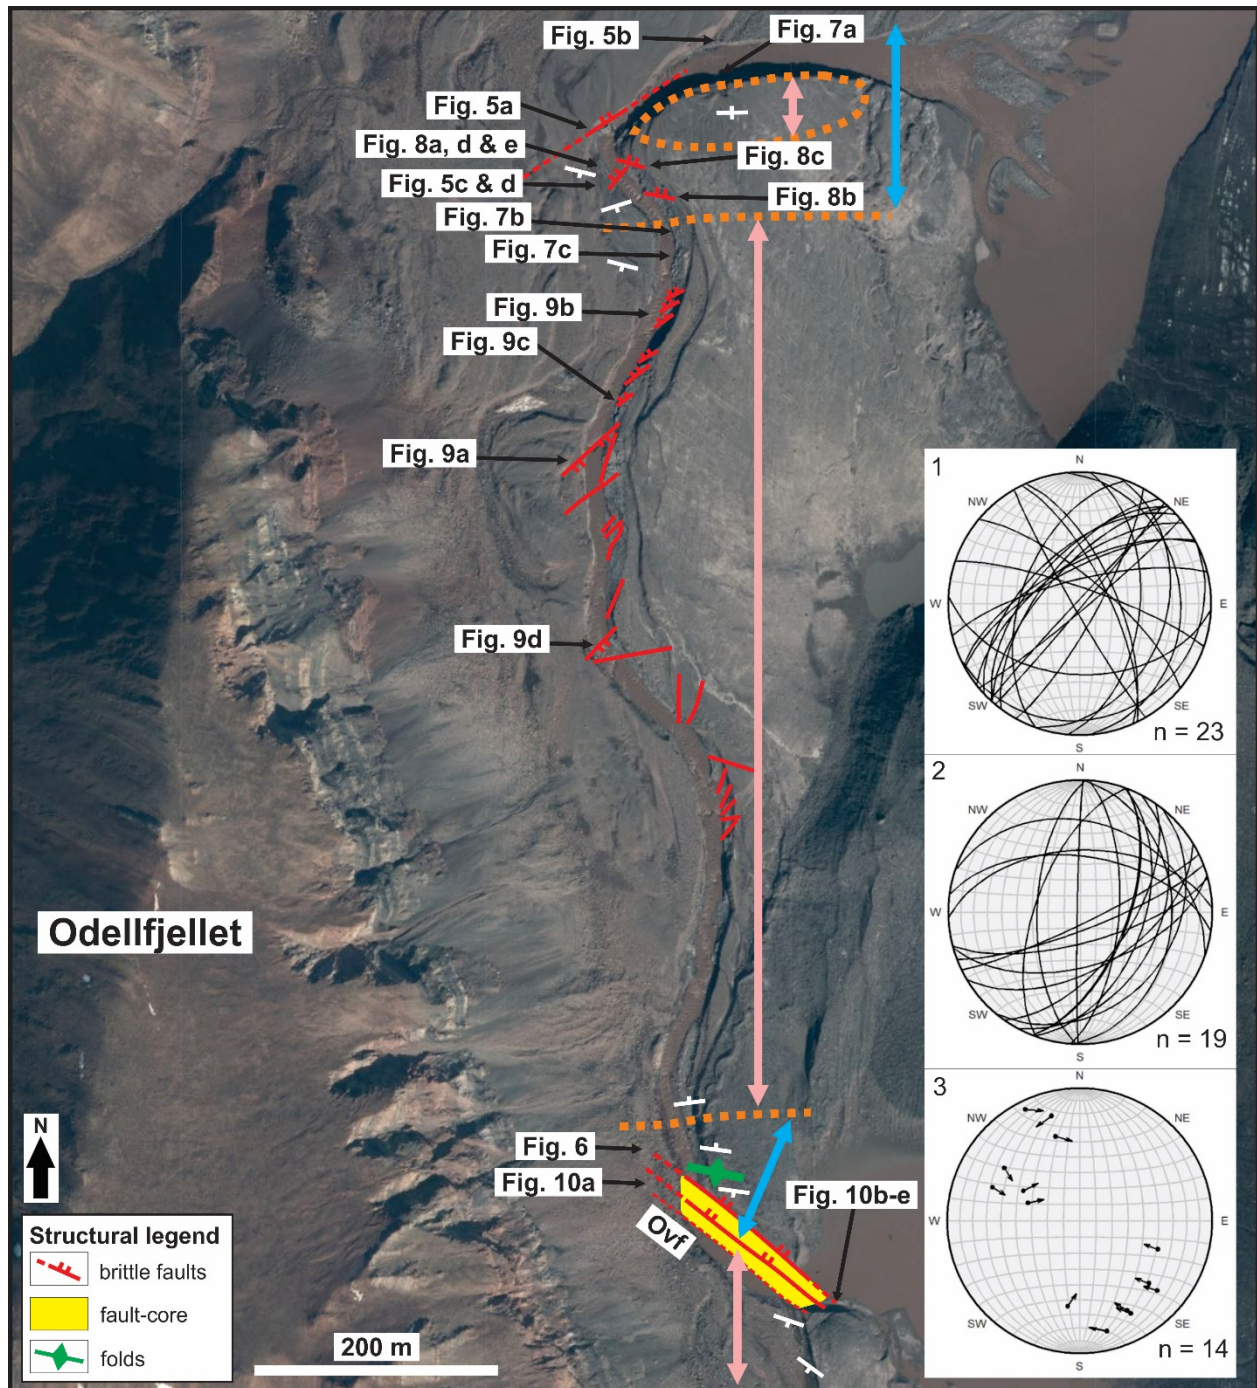 Fig. 5b
Fig. 7a
Fig. 5a
Fig. 8a, d & e
Fig. 8c
Fig. 5c & d
Fig. 8b
Fig. 7b
Fig. 7c
Fig. 9b
Fig. 9c
Fig. 9a
Fig. 9d
Odellfjellet
Fig. 6
Fig. 10a
Fig. 10b-e
Ovf
N
Structural legend
brittle faults
fault-core
folds
200 m
1
N
NW
NE
W
E
SW
SE
S
n = 23
2
N
NW
NE
W
E
SW
SE
S
n = 19
3
N
NW
NE
W
E
SW
SE
S
n = 14